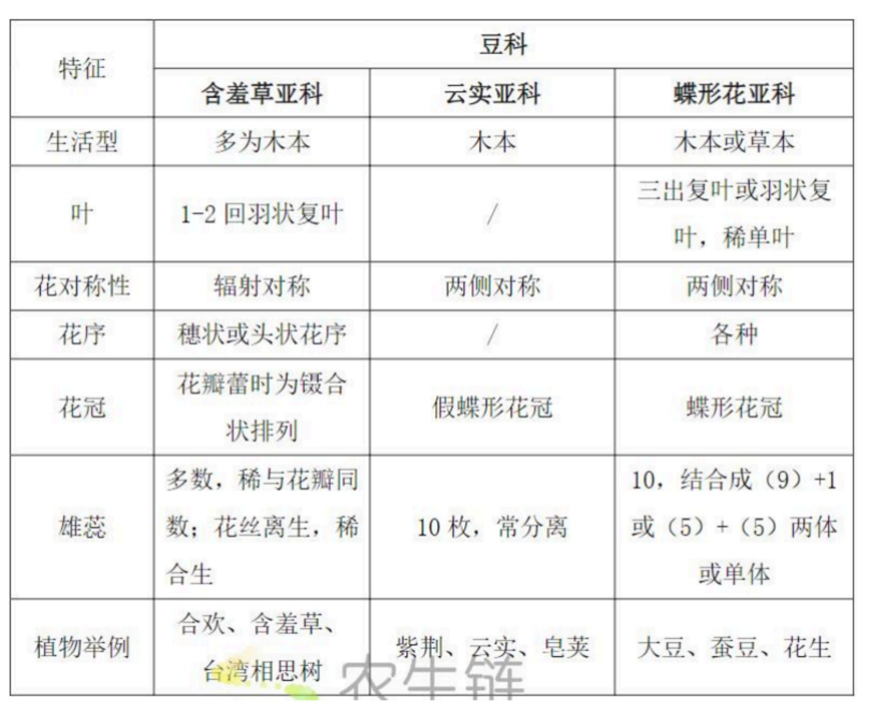 特征
豆科
含羞草亚科 云实亚科 蝶形花亚科
生活型 多为木本 木本 木本或草本
叶 1-2 回羽状复叶 / 三出复叶或羽状复
叶，稀单叶
花对称性 辐射对称 两侧对称 两侧对称
花序 穗状或头状花序 / 各种
花冠 花瓣蕾时为镊合
状排列 假蝶形花冠 蝶形花冠
雄蕊 多数，稀与花瓣同
数；花丝离生，稀
合生 10 枚，常分离 10，结合成（9）+1
或（5）+（5）两体
或单体
植物举例 合欢、含羞草、
台湾相思树 紫荆、云实、皂荚 大豆、蚕豆、花生
农牛链